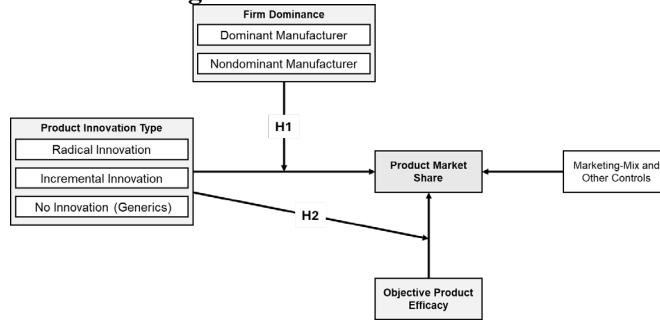 Firm Dominance
Dominant Manufacturer
Nondominant Manufacturer
H1
Product Innovation Type
Radical Innovation
Incremental Innovation
No Innovation (Generics)
Product Market
Share
Marketing-Mix and
Other Controls
H2
Objective Product
Efficacy